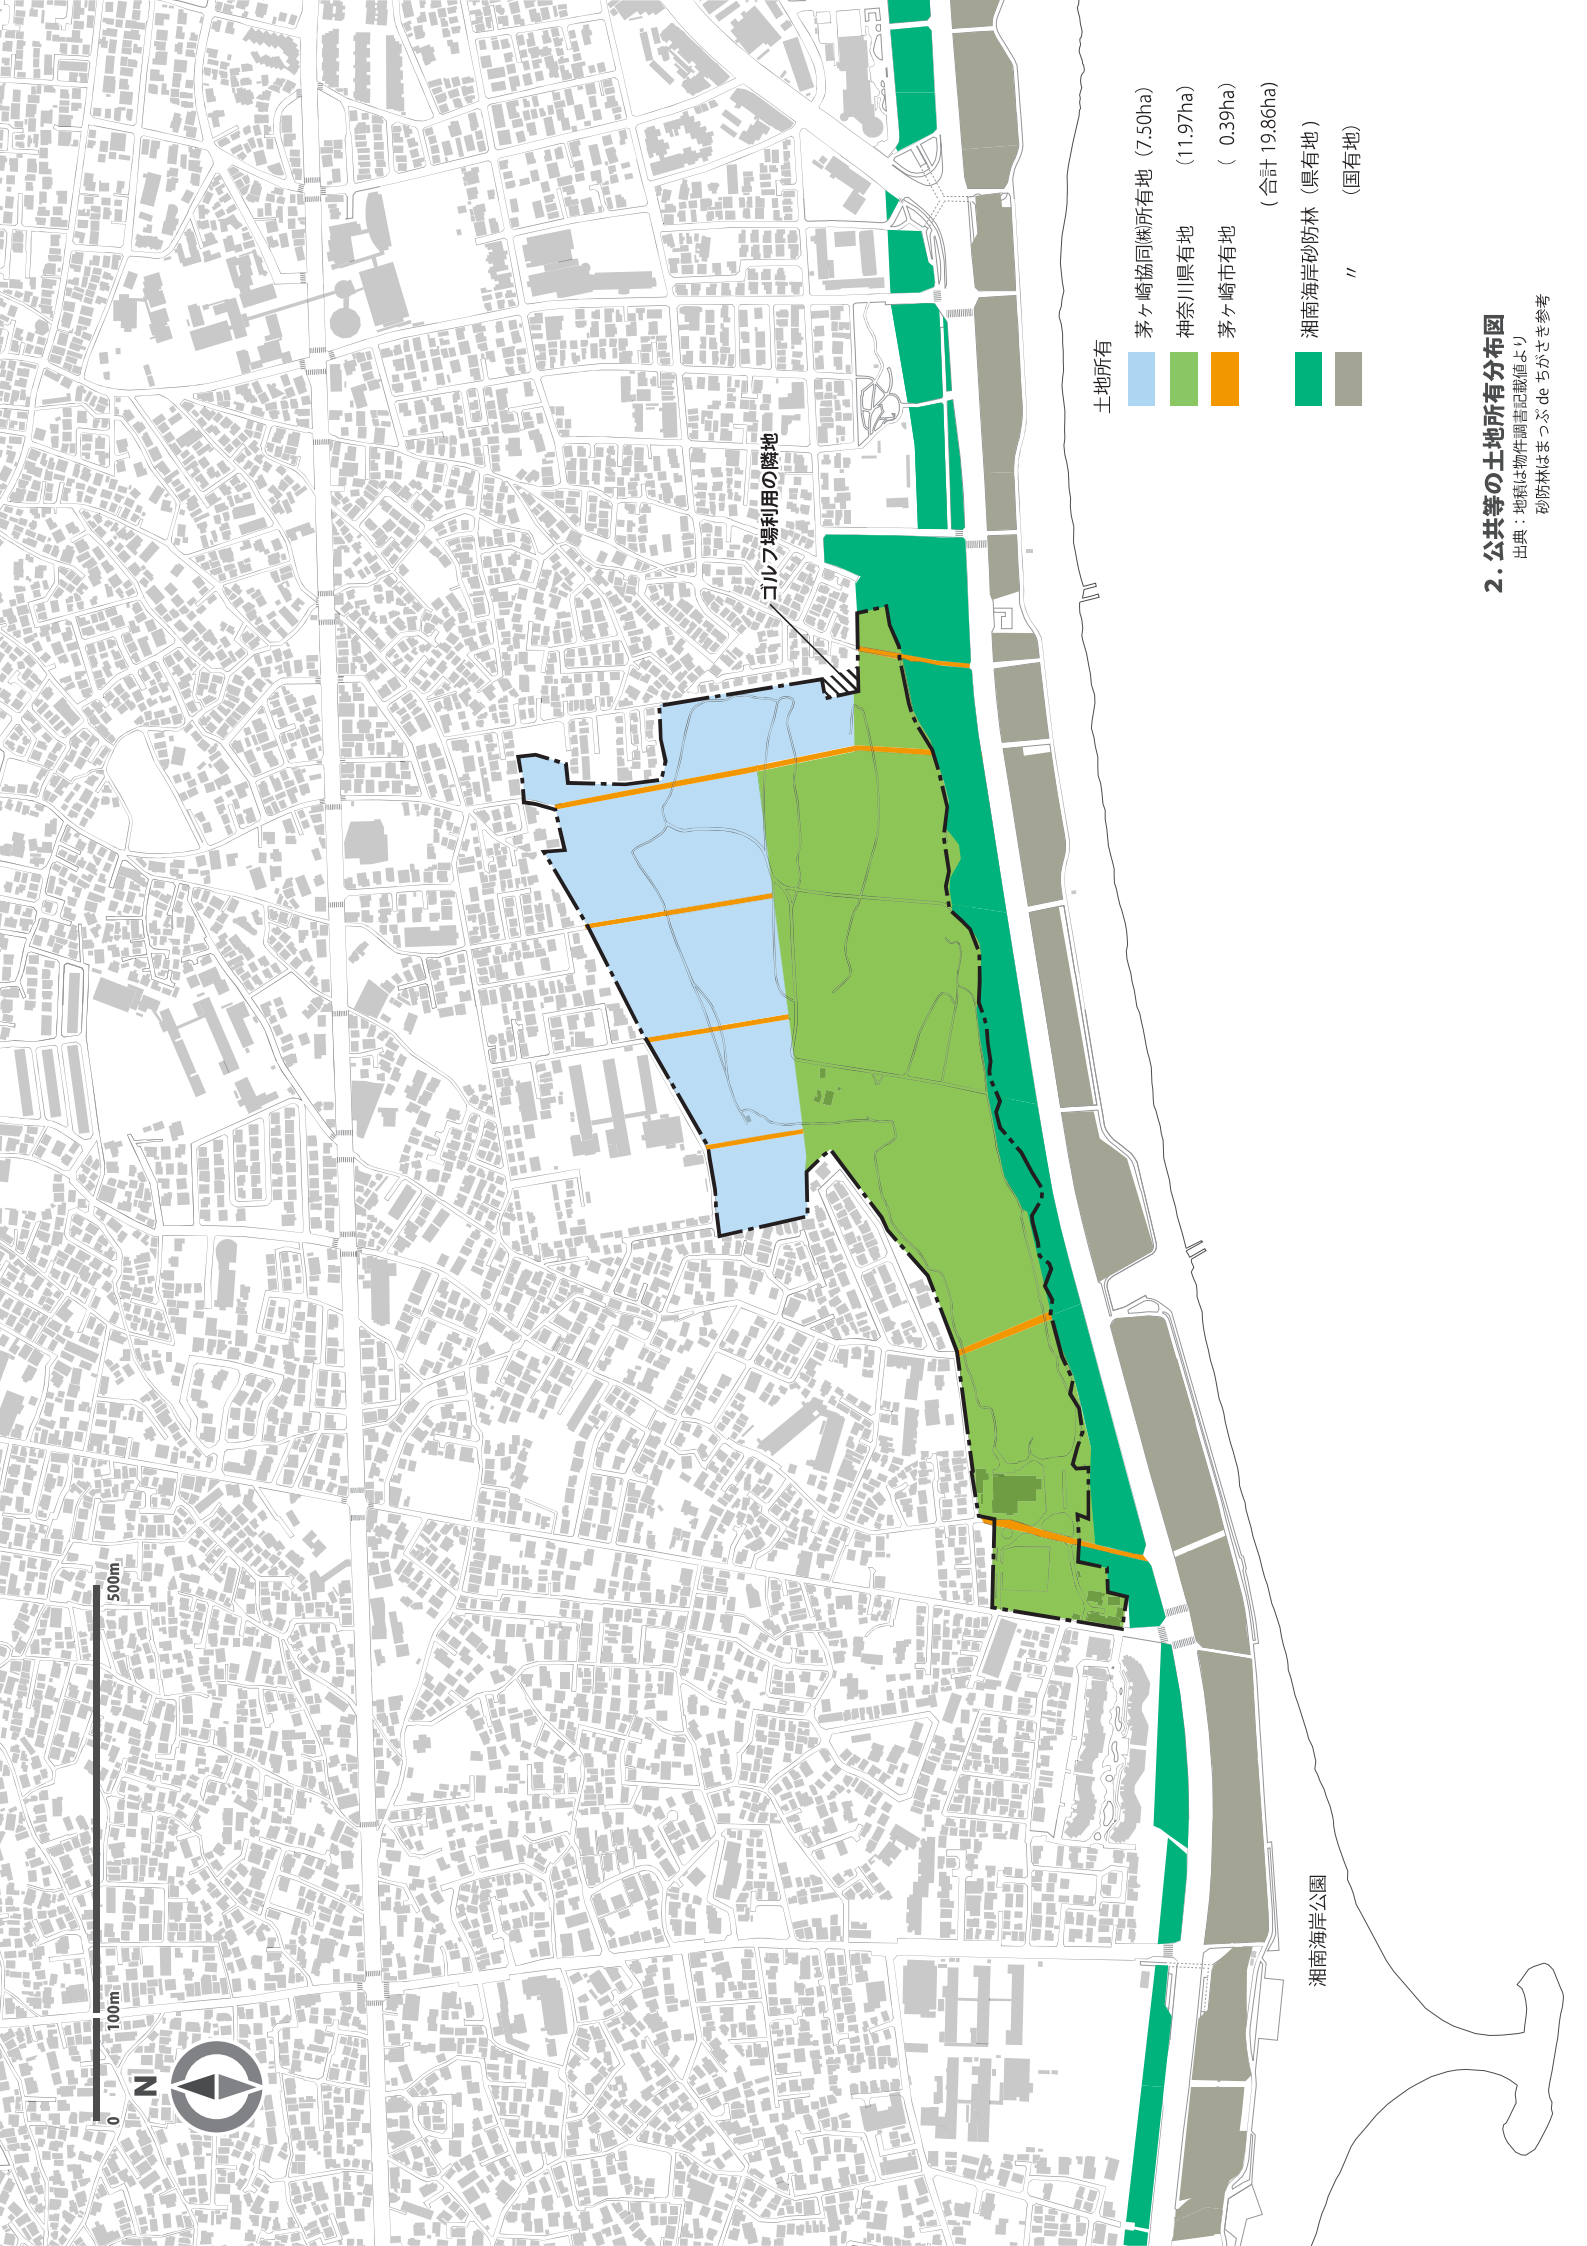 N
0
100m
500m
ゴルフ場利用の隣地
湘南海岸公園
土地所有
茅ヶ崎協同㈱所有地（7.50ha）
神奈川県有地（11.97ha）
茅ヶ崎市有地（ 0.39ha）
( 合計 19.86ha)
湘南海岸砂防林（県有地 )
〃（国有地）
2. 公共等の土地所有分布図
出典：地積は物件調書記載値より
砂防林はまっぷ de ちがさき参考